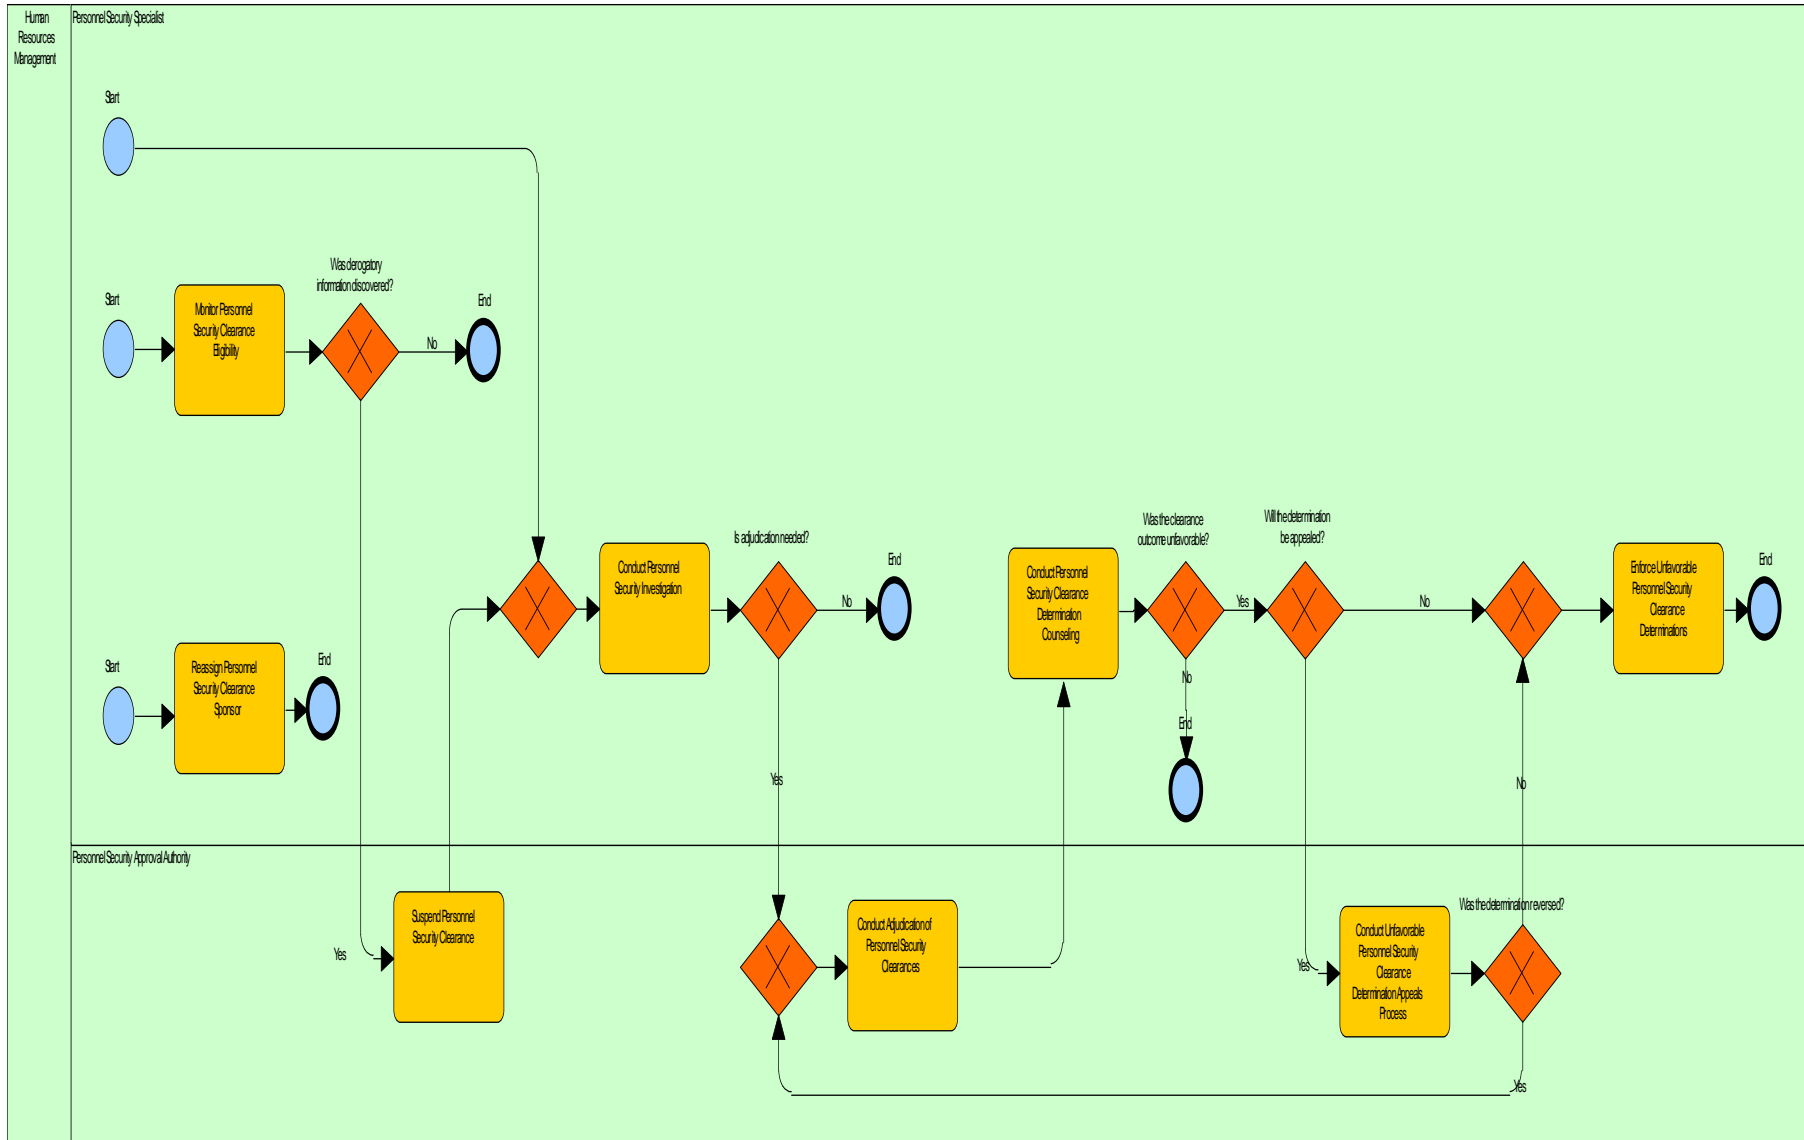 Human
Resources
Management
Personnel Security Specialist
Start
Start
Monitor Personnel
Security Clearance
Eligibility
Was derogatory
information discovered?
No
End
Start
Reassign Personnel
Security Clearance
Sponsor
End
Conduct Personnel
Security Investigation
Is adjudication needed?
No
End
Yes
Conduct Personnel
Security Clearance
Determination
Counseling
Was the clearance
outcome unfavorable?
Yes
No
End
Will the determination
be appealed?
No
No
Enforce Unfavorable
Personnel Security
Clearance
Determinations
End
Personnel Security Approval Authority
Yes
Suspend Personnel
Security Clearance
Conduct Adjudication of
Personnel Security
Clearances
Yes
Conduct Unfavorable
Personnel Security
Clearance
Determination Appeals
Process
Was the determination reversed?
Yes